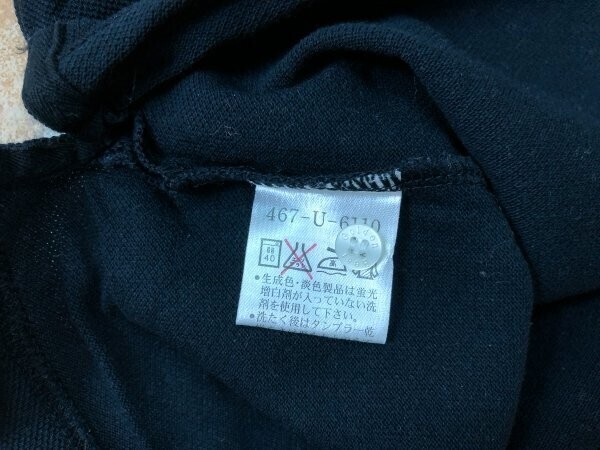 467-U-6110
弱
40
●生成色・淡色製品は蛍光
増白剤が入っていない洗
剤を使用して下さい。
●洗たく後はタンブラー乾